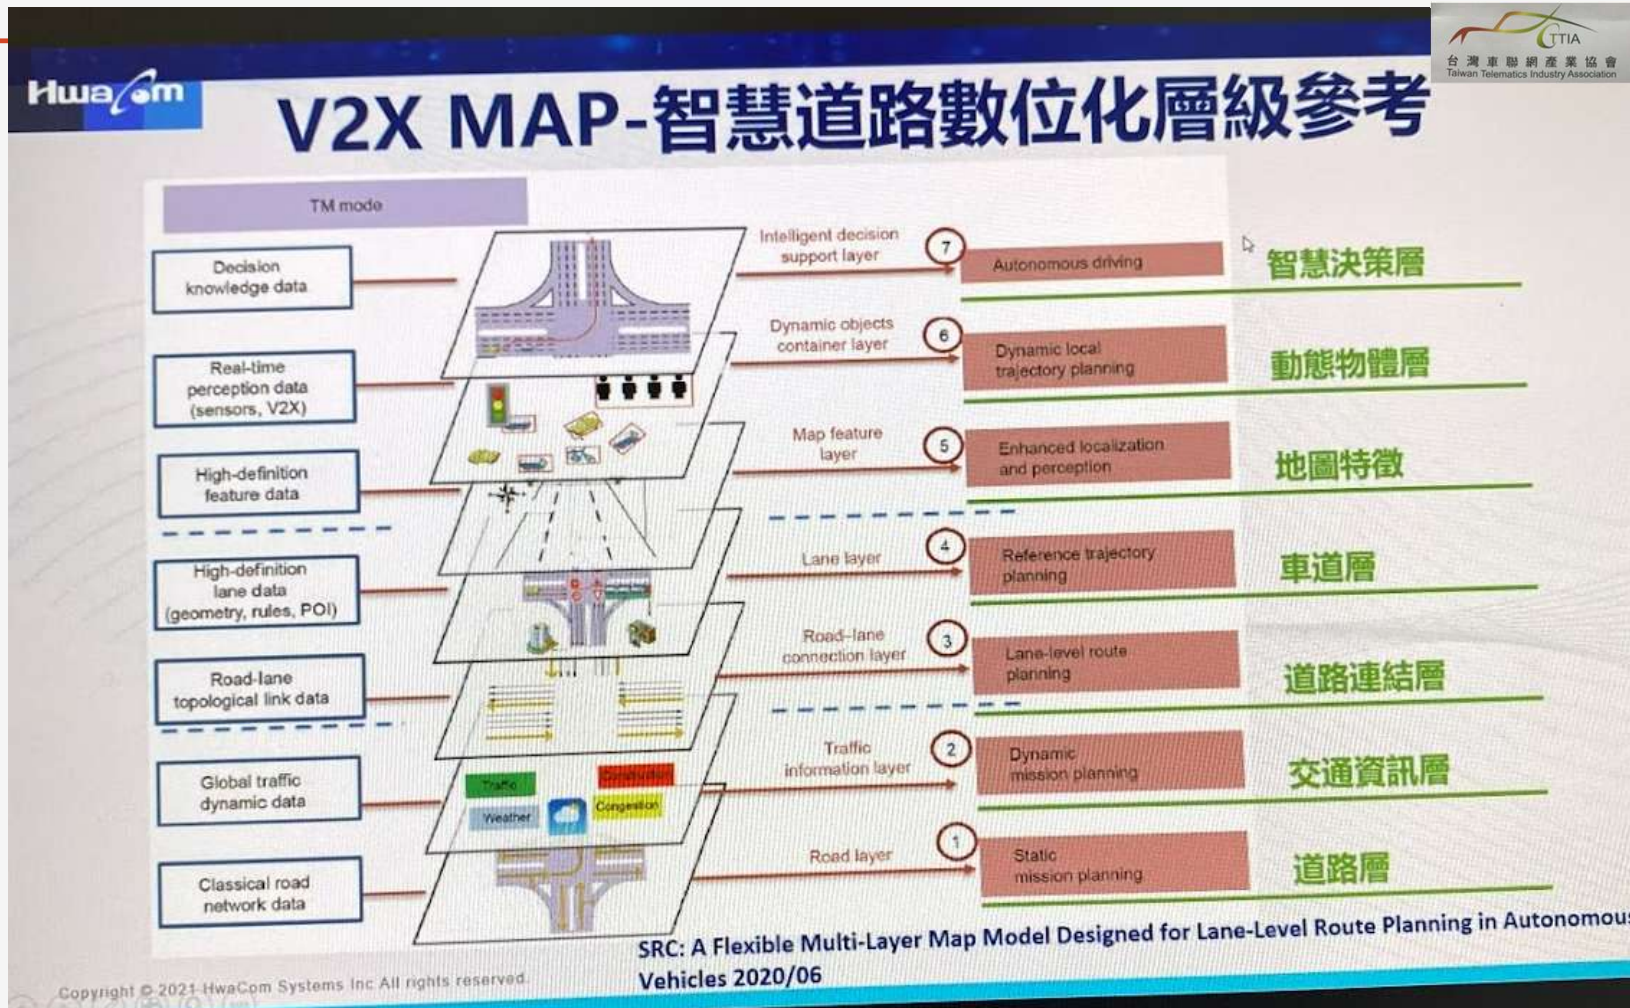 HwaCom
TTIA
台灣車聯網產業協會
Taiwan Telematics Industry Association
V2X MAP-智慧道路數位化層級參考
TM mode
Decision
knowledge data
Intelligent decision
support layer
7
Autonomous driving
智慧決策層
Real-time
perception data
(sensors, V2X)
Dynamic objects
container layer
6
Dynamic local
trajectory planning
動態物體層
High-definition
feature data
Map feature
layer
5
Enhanced localization
and perception
地圖特徵
High-definition
lane data
(geometry, rules, POI)
Lane layer
4
Reference trajectory
planning
車道層
Road-lane
topological link data
Road–lane
connection layer
3
Lane-level route
planning
道路連結層
Global traffic
dynamic data
Traffic
Construction
Weather
Congestion
Traffic
information layer
2
Dynamic
mission planning
交通資訊層
Classical road
network data
Road layer
1
Static
mission planning
道路層
SRC: A Flexible Multi-Layer Map Model Designed for Lane-Level Route Planning in Autonomous
Vehicles 2020/06
Copyright © 2021 HwaCom Systems Inc All rights reserved.